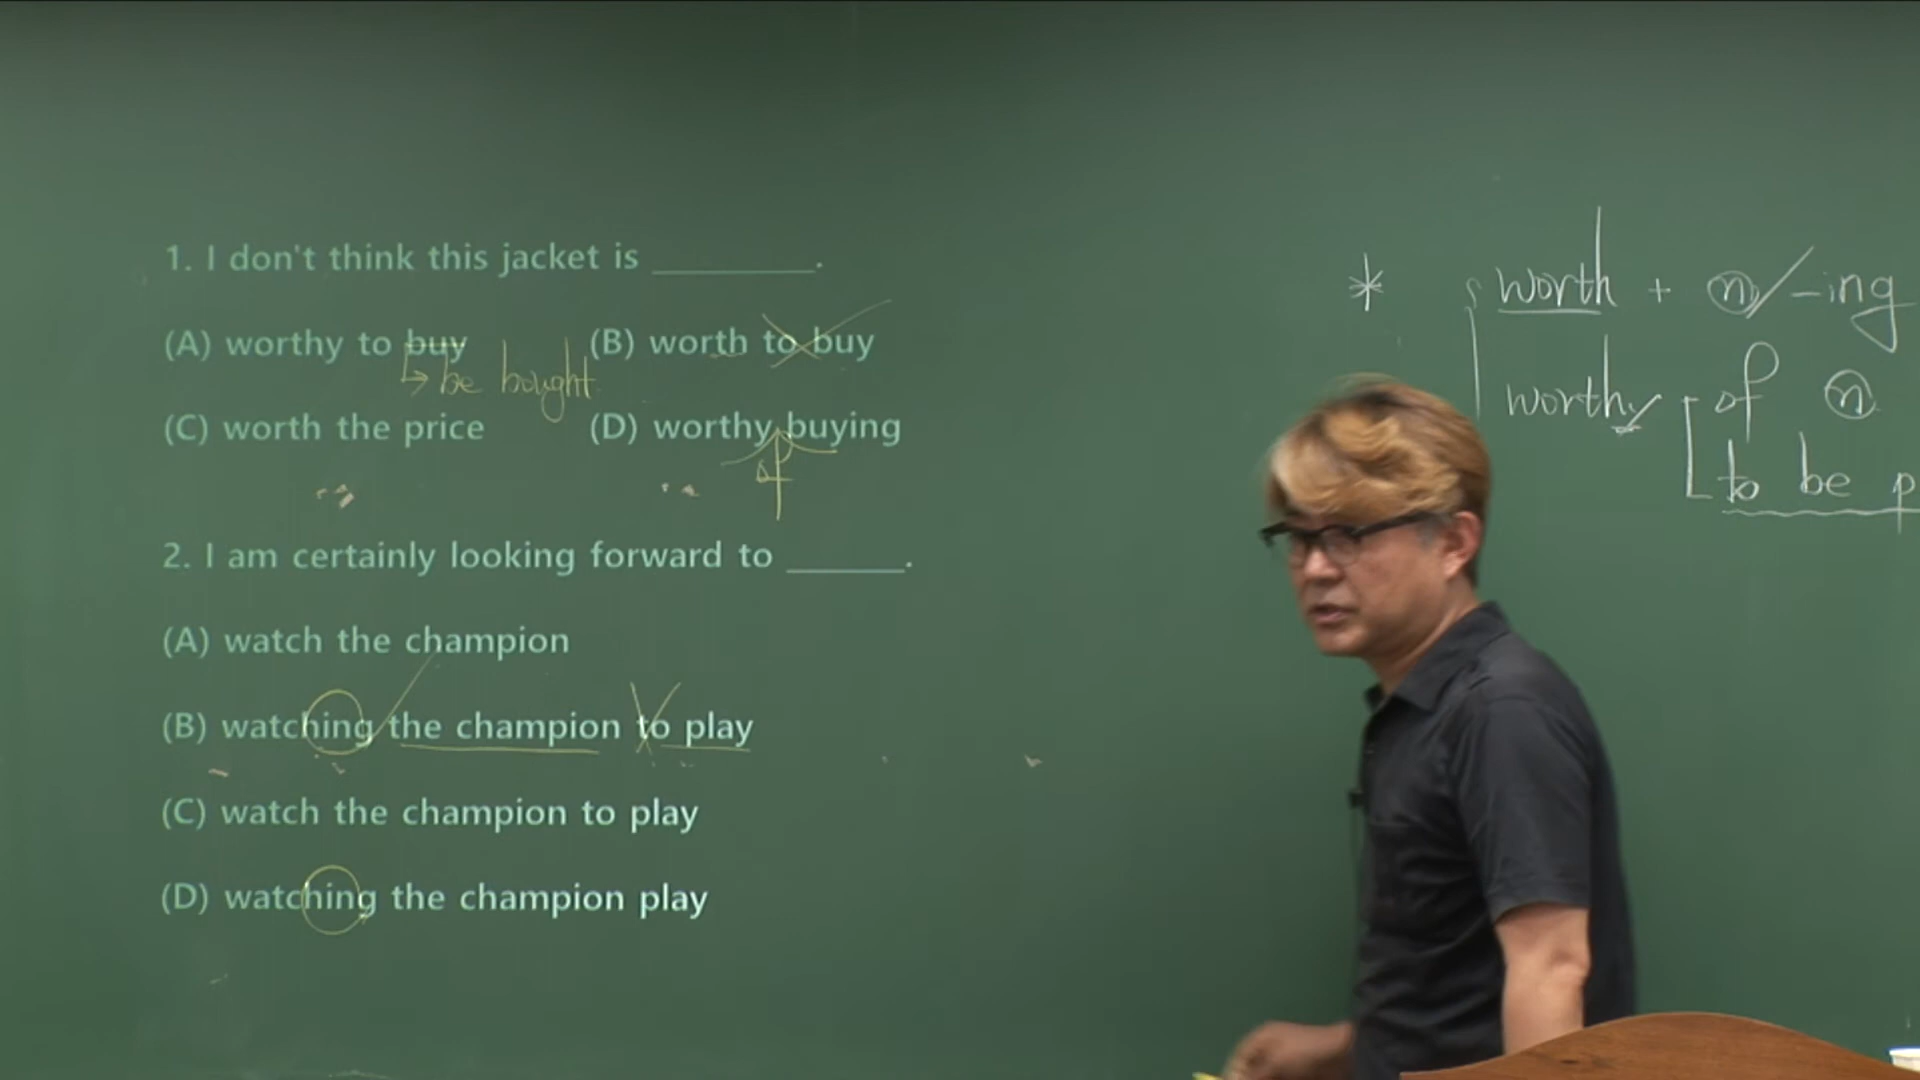 1. I don't think this jacket is __________.
(A) worthy to buy (B) worth to buy
be bought
(C) worth the price (D) worthy buying
of
2. I am certainly looking forward to _______.
(A) watch the champion
(B) watching the champion to play
(C) watch the champion to play
(D) watching the champion play
* worth + ⓝ/-ing
worthy of ⓝ
to be p